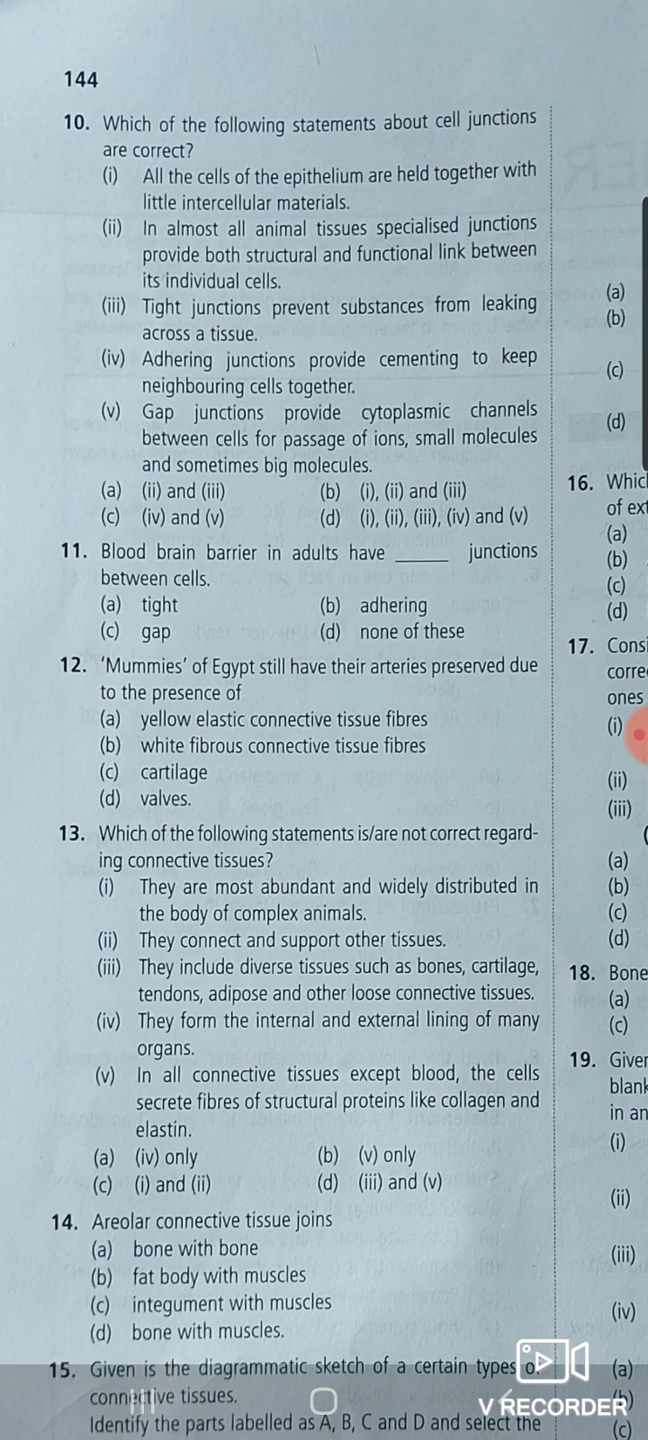 144
10. Which of the following statements about cell junctions
are correct?
(i) All the cells of the epithelium are held together with
little intercellular materials.
(ii) In almost all animal tissues specialised junctions
provide both structural and functional link between
its individual cells.
(iii) Tight junctions prevent substances from leaking
across a tissue.
(iv) Adhering junctions provide cementing to keep
neighbouring cells together.
(v) Gap junctions provide cytoplasmic channels
between cells for passage of ions, small molecules
and sometimes big molecules.
(a) (ii) and (iii) (b) (i), (ii) and (iii)
(c) (iv) and (v) (d) (i), (ii), (iii), (iv) and (v)
11. Blood brain barrier in adults have ______ junctions
between cells.
(a) tight (b) adhering
(c) gap (d) none of these
12. ‘Mummies’ of Egypt still have their arteries preserved due
to the presence of
(a) yellow elastic connective tissue fibres
(b) white fibrous connective tissue fibres
(c) cartilage
(d) valves.
13. Which of the following statements is/are not correct regard-
ing connective tissues?
(i) They are most abundant and widely distributed in
the body of complex animals.
(ii) They connect and support other tissues.
(iii) They include diverse tissues such as bones, cartilage,
tendons, adipose and other loose connective tissues.
(iv) They form the internal and external lining of many
organs.
(v) In all connective tissues except blood, the cells
secrete fibres of structural proteins like collagen and
elastin.
(a) (iv) only (b) (v) only
(c) (i) and (ii) (d) (iii) and (v)
14. Areolar connective tissue joins
(a) bone with bone
(b) fat body with muscles
(c) integument with muscles
(d) bone with muscles.
15. Given is the diagrammatic sketch of a certain types
connective tissues.
Identify the parts labelled as A, B, C and D and select the
(a)
(b)
(c)
(d)
16.
of
(a)
(b)
(c)
(d)
17.
ones
(i)
(ii)
(iii)
(a)
(b)
(c)
(d)
18. Bone
(a)
(c)
19.
in
(i)
(ii)
(iii)
(iv)
(a)
(b)
(c)
V RECORDER